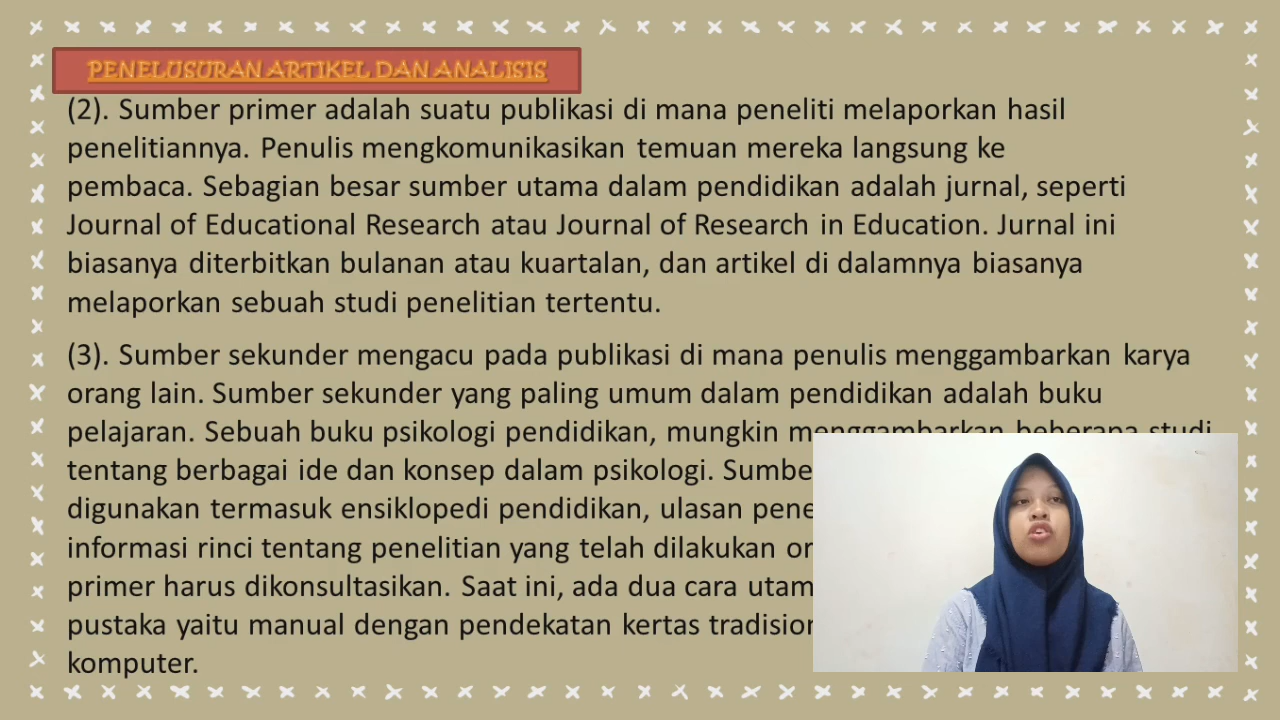 PENELUSURAN ARTIKEL DAN ANALISIS
(2). Sumber primer adalah suatu publikasi di mana peneliti melaporkan hasil
penelitiannya. Penulis mengkomunikasikan temuan mereka langsung ke
pembaca. Sebagian besar sumber utama dalam pendidikan adalah jurnal, seperti
Journal of Educational Research atau Journal of Research in Education. Jurnal ini
biasanya diterbitkan bulanan atau kuartalan, dan artikel di dalamnya biasanya
melaporkan sebuah studi penelitian tertentu.
(3). Sumber sekunder mengacu pada publikasi di mana penulis menggambarkan karya
orang lain. Sumber sekunder yang paling umum dalam pendidikan adalah buku
pelajaran. Sebuah buku psikologi pendidikan, mungkin menggambarkan beberapa studi
tentang berbagai ide dan konsep dalam psikologi.
digunakan termasuk ensiklopedi pendidikan, ulasan
informasi rinci tentang penelitian yang telah dilakukan
primer harus dikonsultasikan. Saat ini, ada dua cara
pustaka yaitu manual dengan pendekatan kertas
komputer.